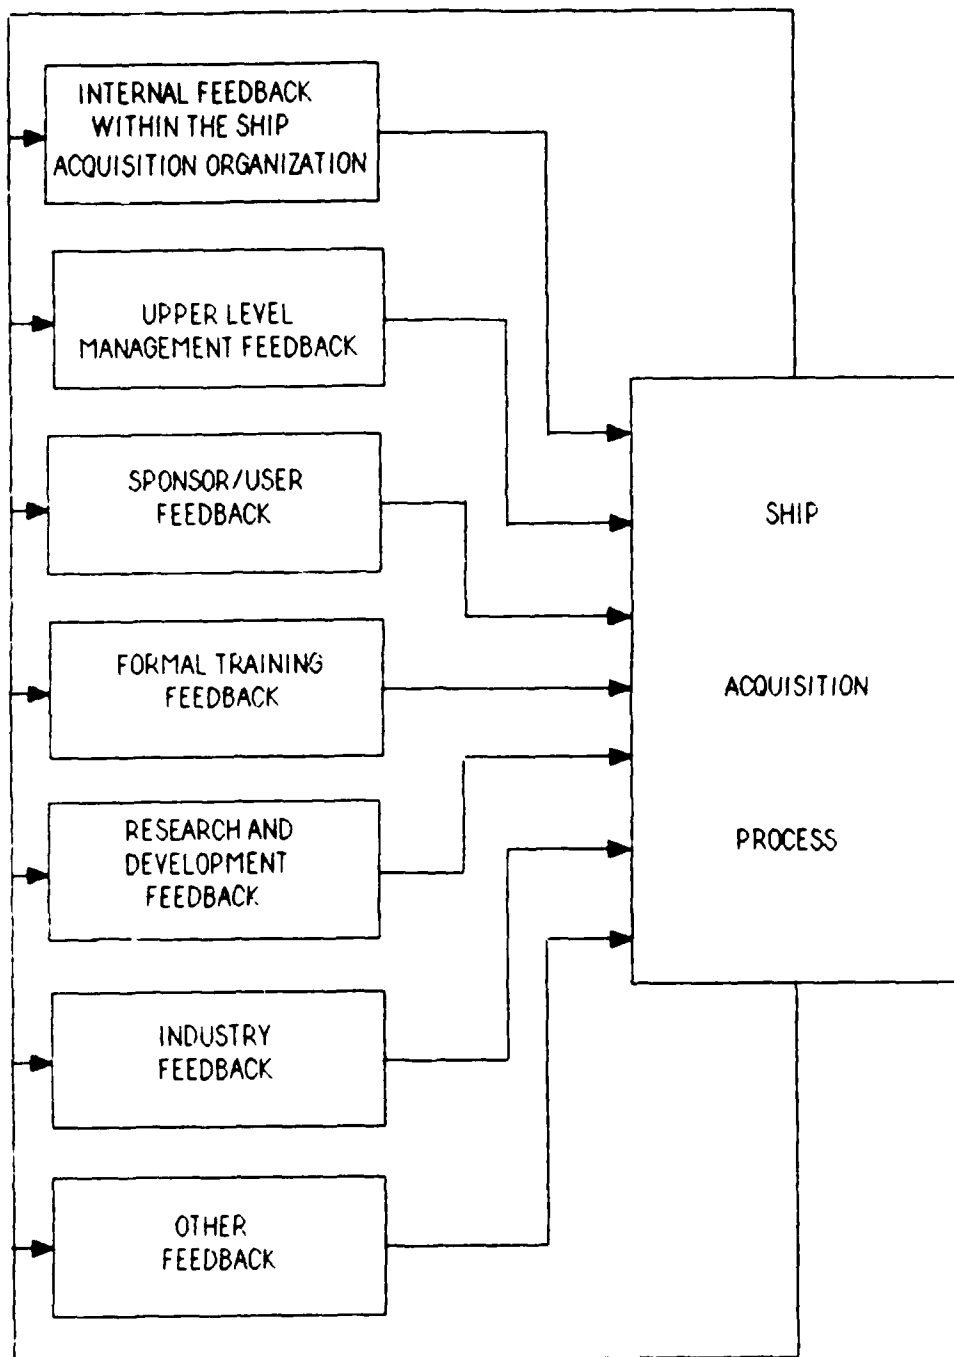 INTERNAL FEEDBACK
WITHIN THE SHIP
ACQUISITION ORGANIZATION
UPPER LEVEL
MANAGEMENT FEEDBACK
SPONSOR/USER
FEEDBACK
FORMAL TRAINING
FEEDBACK
RESEARCH AND
DEVELOPMENT
FEEDBACK
INDUSTRY
FEEDBACK
OTHER
FEEDBACK
SHIP
ACQUISITION
PROCESS